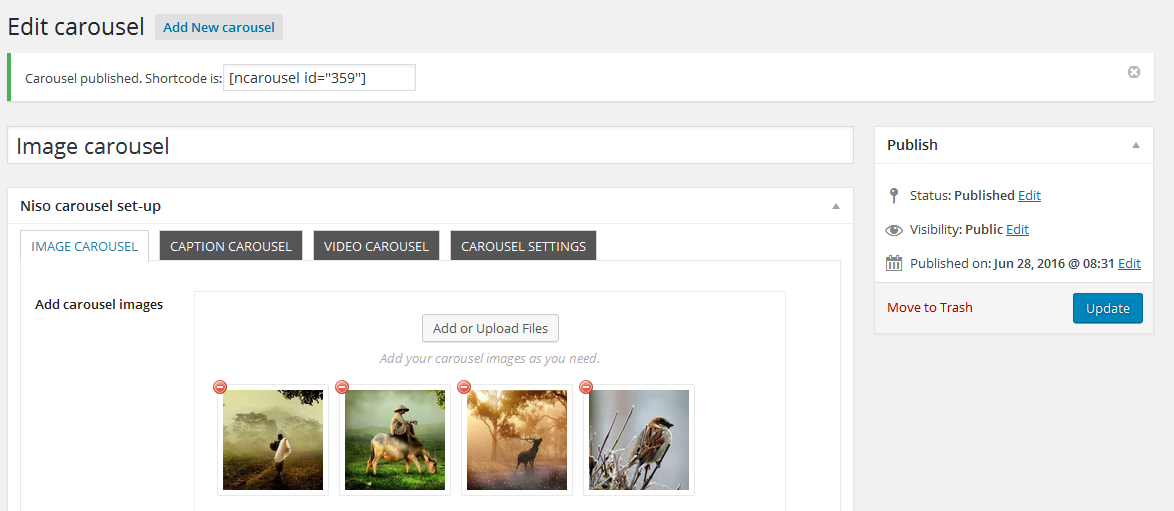 Edit carousel Add New carousel
Carousel published. Shortcode is: [ncarousel id="359"]
Image carousel
Niso carousel set-up
IMAGE CAROUSEL CAPTION CAROUSEL VIDEO CAROUSEL CAROUSEL SETTINGS
Add carousel images
Add or Upload Files
Add your carousel images as you need.
Publish
Status: Published Edit
Visibility: Public Edit
Published on: Jun 28, 2016 @ 08:31 Edit
Move to Trash Update